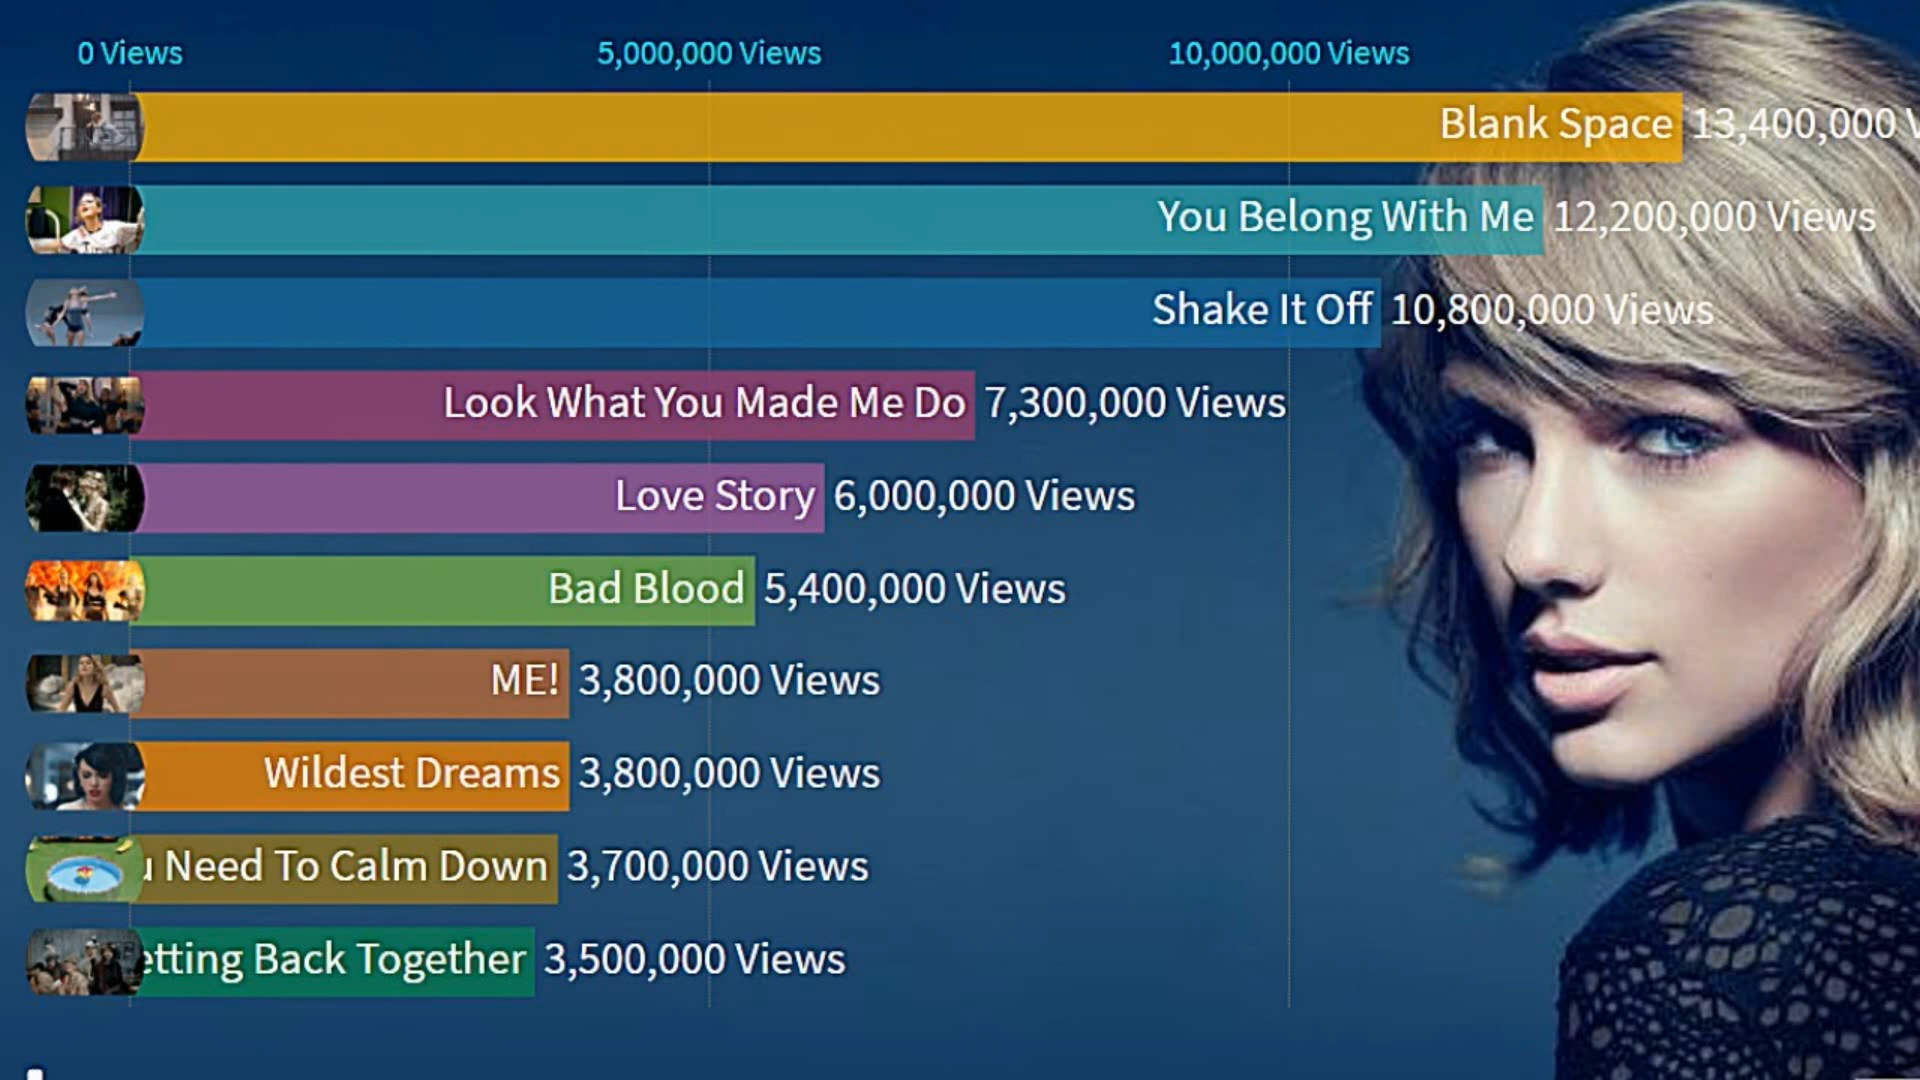 0 Views 5,000,000 Views 10,000,000 Views
Blank Space 13,400,000 V
You Belong With Me 12,200,000 Views
Shake It Off 10,800,000 Views
Look What You Made Me Do 7,300,000 Views
Love Story 6,000,000 Views
Bad Blood 5,400,000 Views
ME! 3,800,000 Views
Wildest Dreams 3,800,000 Views
Need To Calm Down 3,700,000 Views
etting Back Together 3,500,000 Views